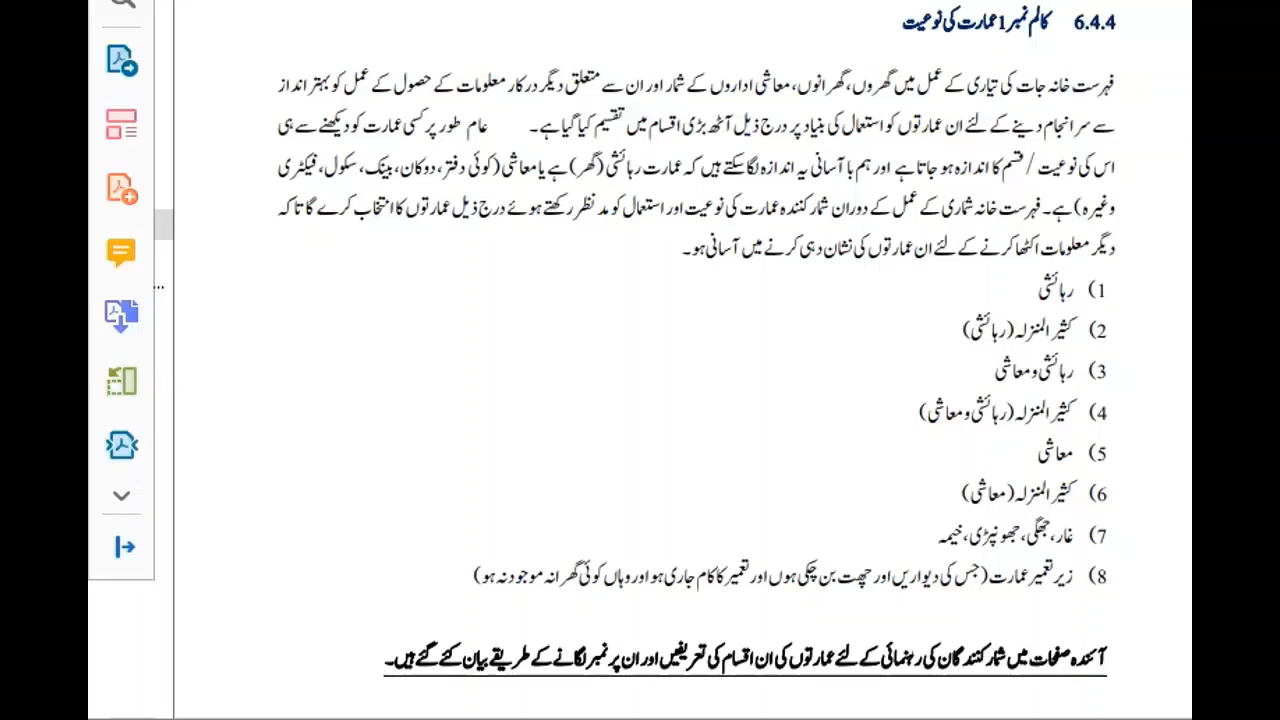 6.4.4 کالم نمبر 1 عمارت کی نوعیت
فہرست خانہ جات کی تیاری کے عمل میں گھروں، گھرانوں، معاشی اداروں کے شمار اور ان سے متعلق دیگر درکار معلومات کے حصول کے عمل کو بہتر انداز
سے سرانجام دینے کے لئے ان عمارتوں کو استعمال کی بنیاد پر درج ذیل آٹھ بڑی اقسام میں تقسیم کیا گیا ہے۔ عام طور پر کسی عمارت کو دیکھنے سے ہی
اس کی نوعیت / قسم کا اندازہ ہو جاتا ہے اور ہم با آسانی یہ اندازہ لگا سکتے ہیں کہ عمارت رہائشی (گھر) ہے یا معاشی (کوئی دفتر، دوکان، بینک، سکول، فیکٹری
وغیرہ) ہے۔ فہرست خانہ شماری کے عمل کے دوران شمار کنندہ عمارت کی نوعیت اور استعمال کو مد نظر رکھتے ہوئے درج ذیل عمارتوں کا انتخاب کرے گا تاکہ
دیگر معلومات اکٹھا کرنے کے لئے ان عمارتوں کی نشان دہی کرنے میں آسانی ہو۔
1) رہائشی
2) کثیر المنزلہ (رہائشی)
3) رہائشی و معاشی
4) کثیر المنزلہ (رہائشی و معاشی)
5) معاشی
6) کثیر المنزلہ (معاشی)
7) غار، جھگی، جھونپڑی، خیمہ
8) زیر تعمیر عمارت (جس کی دیواریں اور چھت بن چکی ہوں اور تعمیر کا کام جاری ہو اور وہاں کوئی گھرانہ موجود نہ ہو)
آئندہ صفحات میں شمار کنندگان کی رہنمائی کے لئے عمارتوں کی ان اقسام کی تعریفیں اور ان پر نمبر لگانے کے طریقے بیان کئے گئے ہیں۔